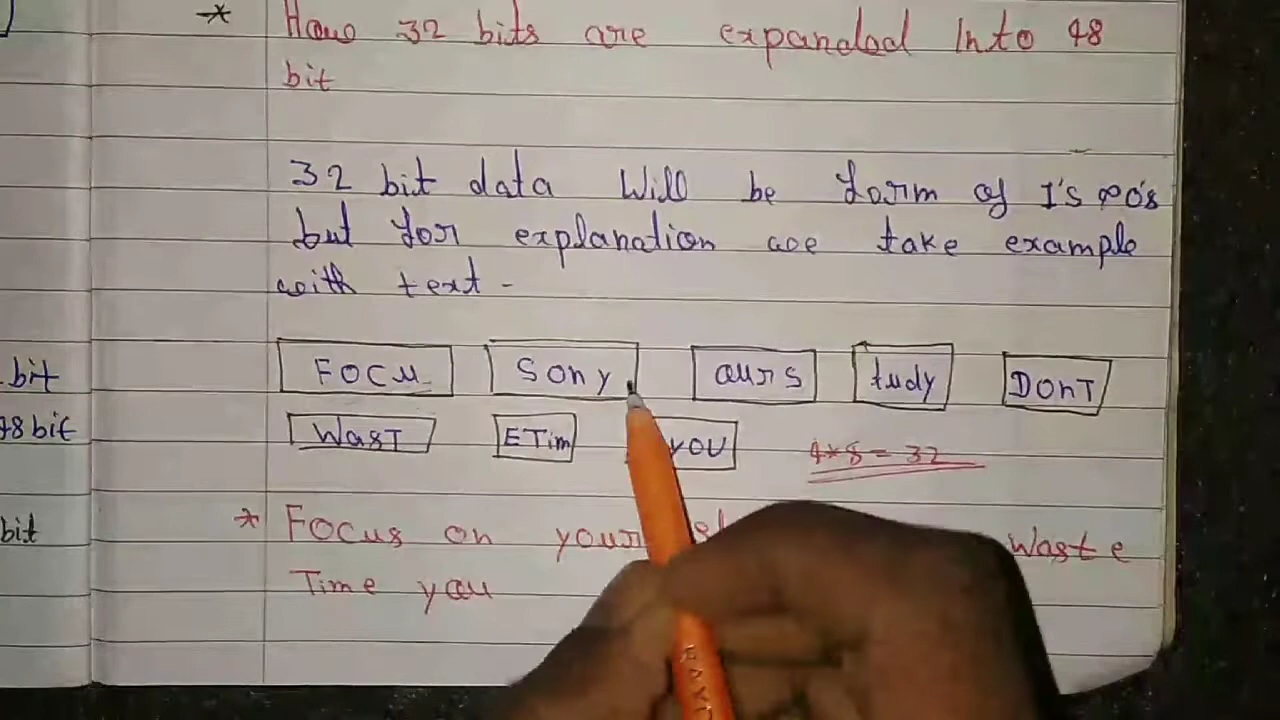 * How 32 bits are expanded Into 48
bit
32 bit data will be form of 1's & 0's
but for explanation we take example
with text -
bit FOCU SOny ours tudy DOnT
48 bit WasT ETim you 4*8 = 32
bit * Focus on your Waste
Time you